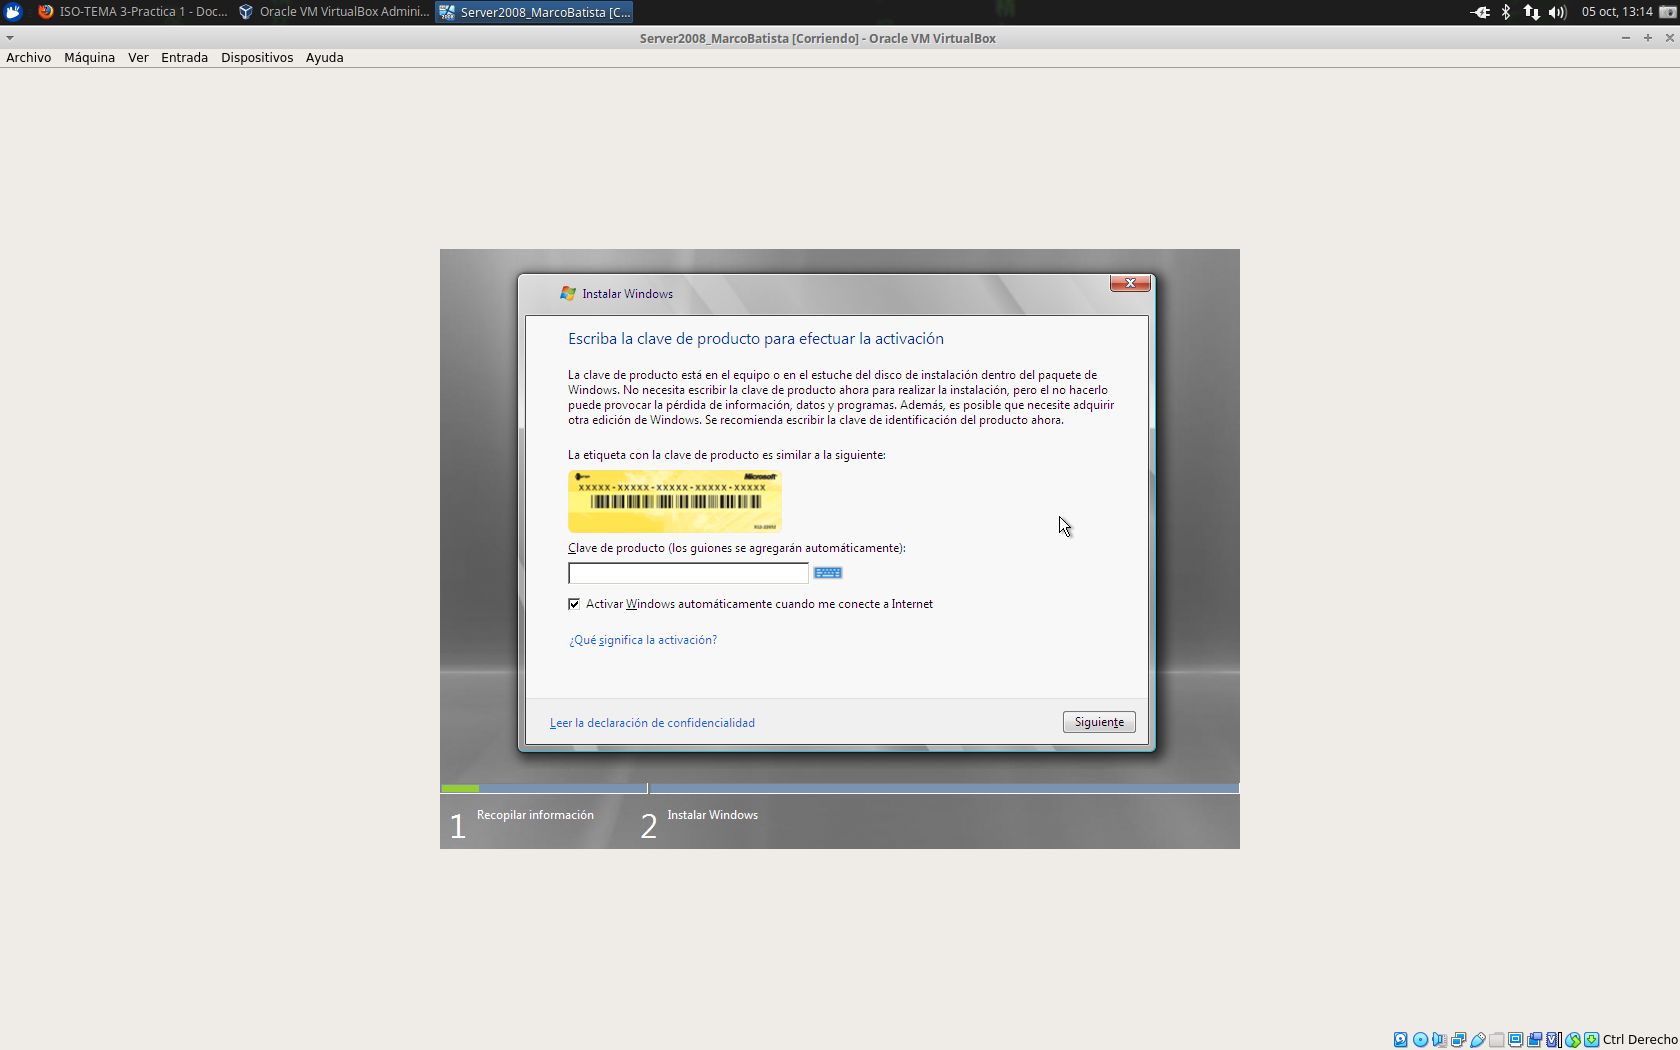 ISO-TEMA 3-Practica 1 - Doc...
Oracle VM VirtualBox Admini...
Server2008_MarcoBatista [C...
05 oct, 13:14
Server2008_MarcoBatista [Corriendo] - Oracle VM VirtualBox
Archivo Máquina Ver Entrada Dispositivos Ayuda
Instalar Windows
Escriba la clave de producto para efectuar la activación
La clave de producto está en el equipo o en el estuche del disco de instalación dentro del paquete de
Windows. No necesita escribir la clave de producto ahora para realizar la instalación, pero el no hacerlo
puede provocar la pérdida de información, datos y programas. Además, es posible que necesite adquirir
otra edición de Windows. Se recomienda escribir la clave de identificación del producto ahora.
La etiqueta con la clave de producto es similar a la siguiente:
Microsoft
XXXXX-XXXXX-XXXXX-XXXXX-XXXXX
Clave de producto (los guiones se agregarán automáticamente):
Activar Windows automáticamente cuando me conecte a Internet
¿Qué significa la activación?
Leer la declaración de confidencialidad
Siguiente
1 Recopilar información
2 Instalar Windows
Ctrl Derecho